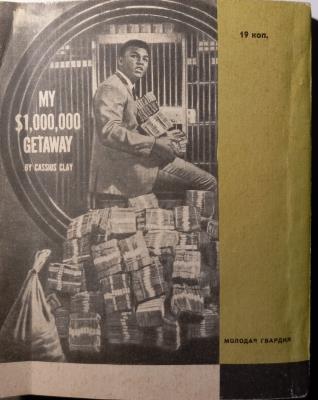 MY
$1,000,000
GETAWAY
BY CASSIUS CLAY
19 коп.
МОЛОДАЯ ГВАРДИЯ